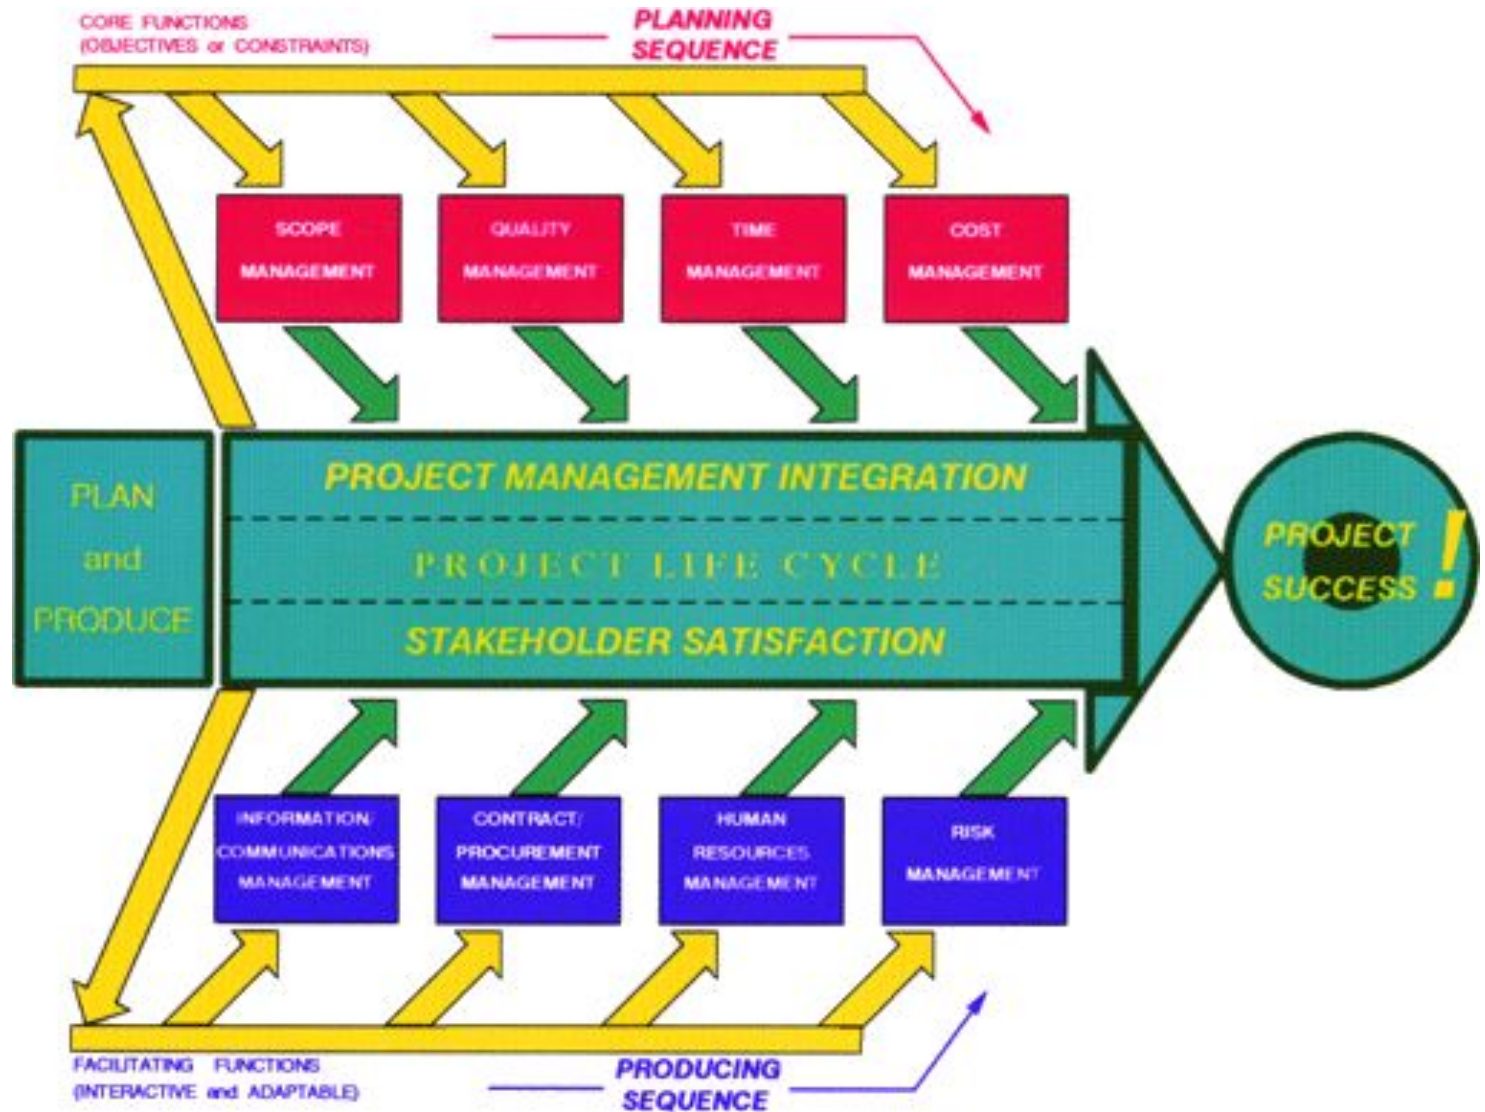 CORE FUNCTIONS
(OBJECTIVES or CONSTRAINTS)
PLANNING
SEQUENCE
SCOPE
MANAGEMENT
QUALITY
MANAGEMENT
TIME
MANAGEMENT
COST
MANAGEMENT
PLAN
and
PRODUCE
PROJECT MANAGEMENT INTEGRATION
PROJECT LIFE CYCLE
STAKEHOLDER SATISFACTION
PROJECT
SUCCESS !
INFORMATION/
COMMUNICATIONS
MANAGEMENT
CONTRACT/
PROCUREMENT
MANAGEMENT
HUMAN
RESOURCES
MANAGEMENT
RISK
MANAGEMENT
FACILITATING FUNCTIONS
(INTERACTIVE and ADAPTABLE)
PRODUCING
SEQUENCE